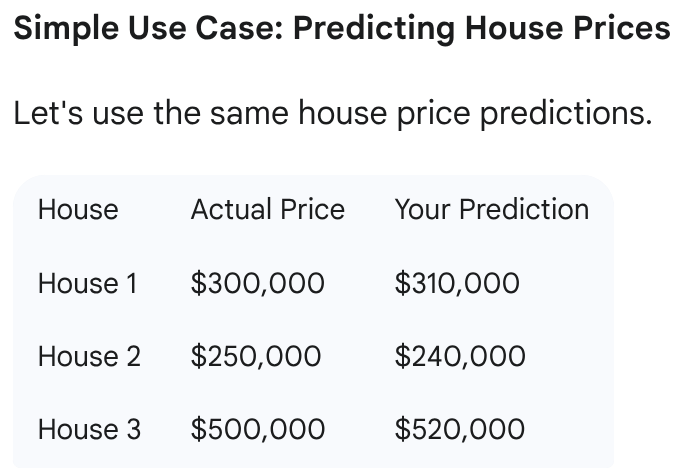 Simple Use Case: Predicting House Prices
Let's use the same house price predictions.
House Actual Price Your Prediction
House 1 $300,000 $310,000
House 2 $250,000 $240,000
House 3 $500,000 $520,000